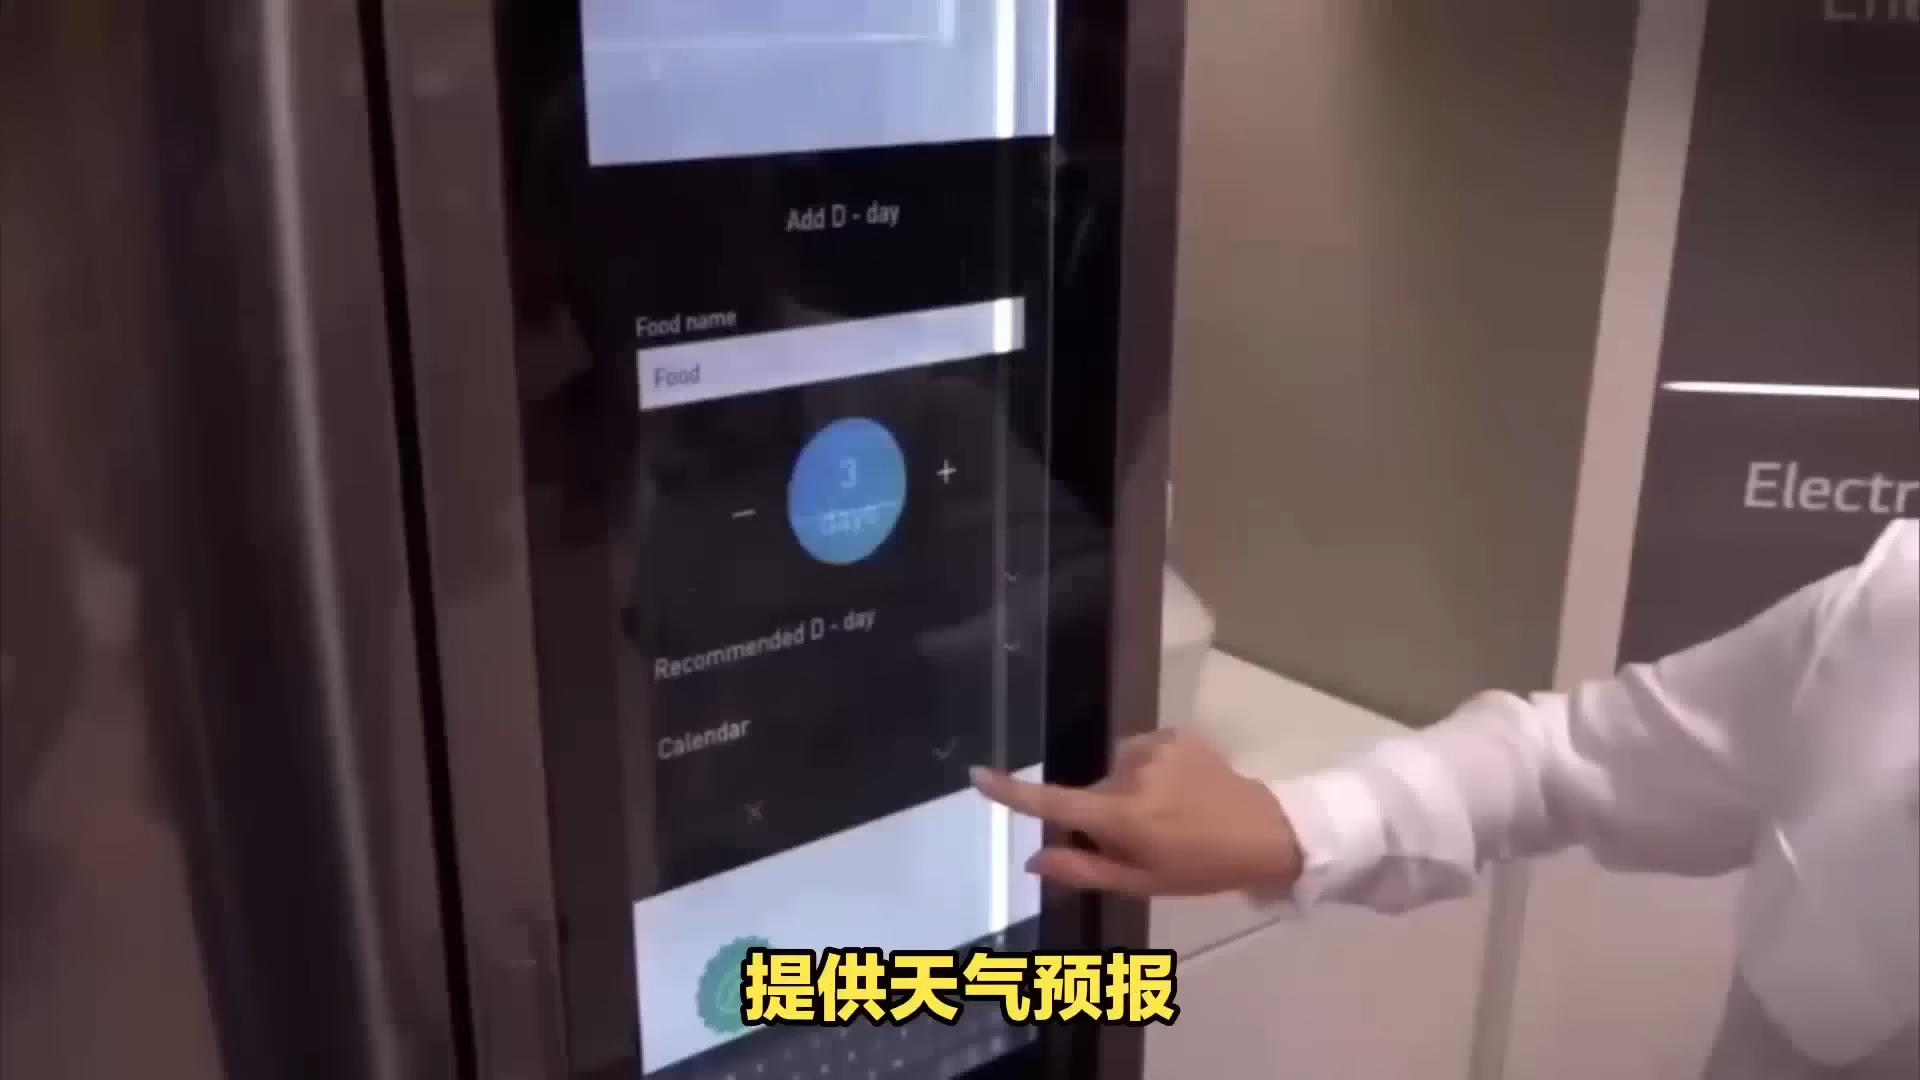 Add D - day
Food name
Food
3
days
Recommended D - day
Calendar
Electr
提供天气预报